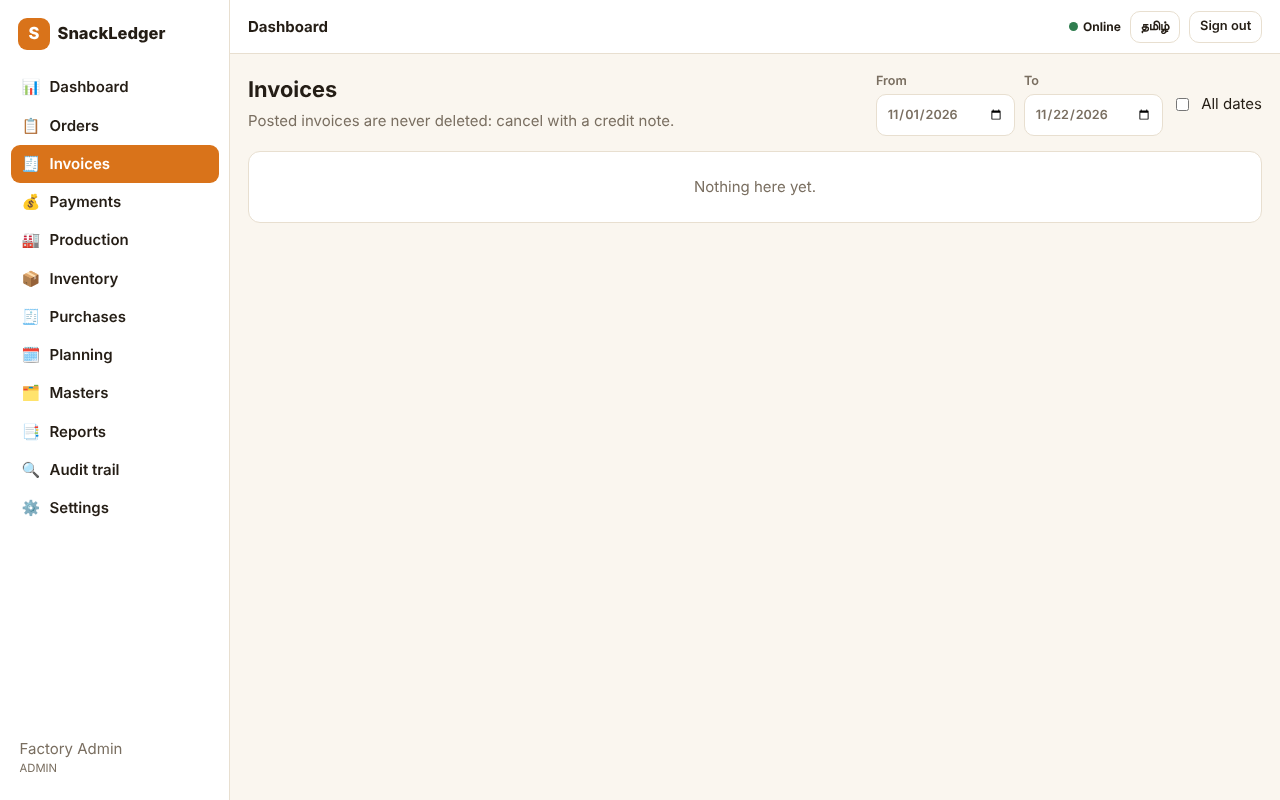 S SnackLedger
Dashboard
Orders
Invoices
Payments
Production
Inventory
Purchases
Planning
Masters
Reports
Audit trail
Settings
Factory Admin
ADMIN
Dashboard
Online
தமிழ்
Sign out
Invoices
Posted invoices are never deleted: cancel with a credit note.
From
11/01/2026
To
11/22/2026
All dates
Nothing here yet.